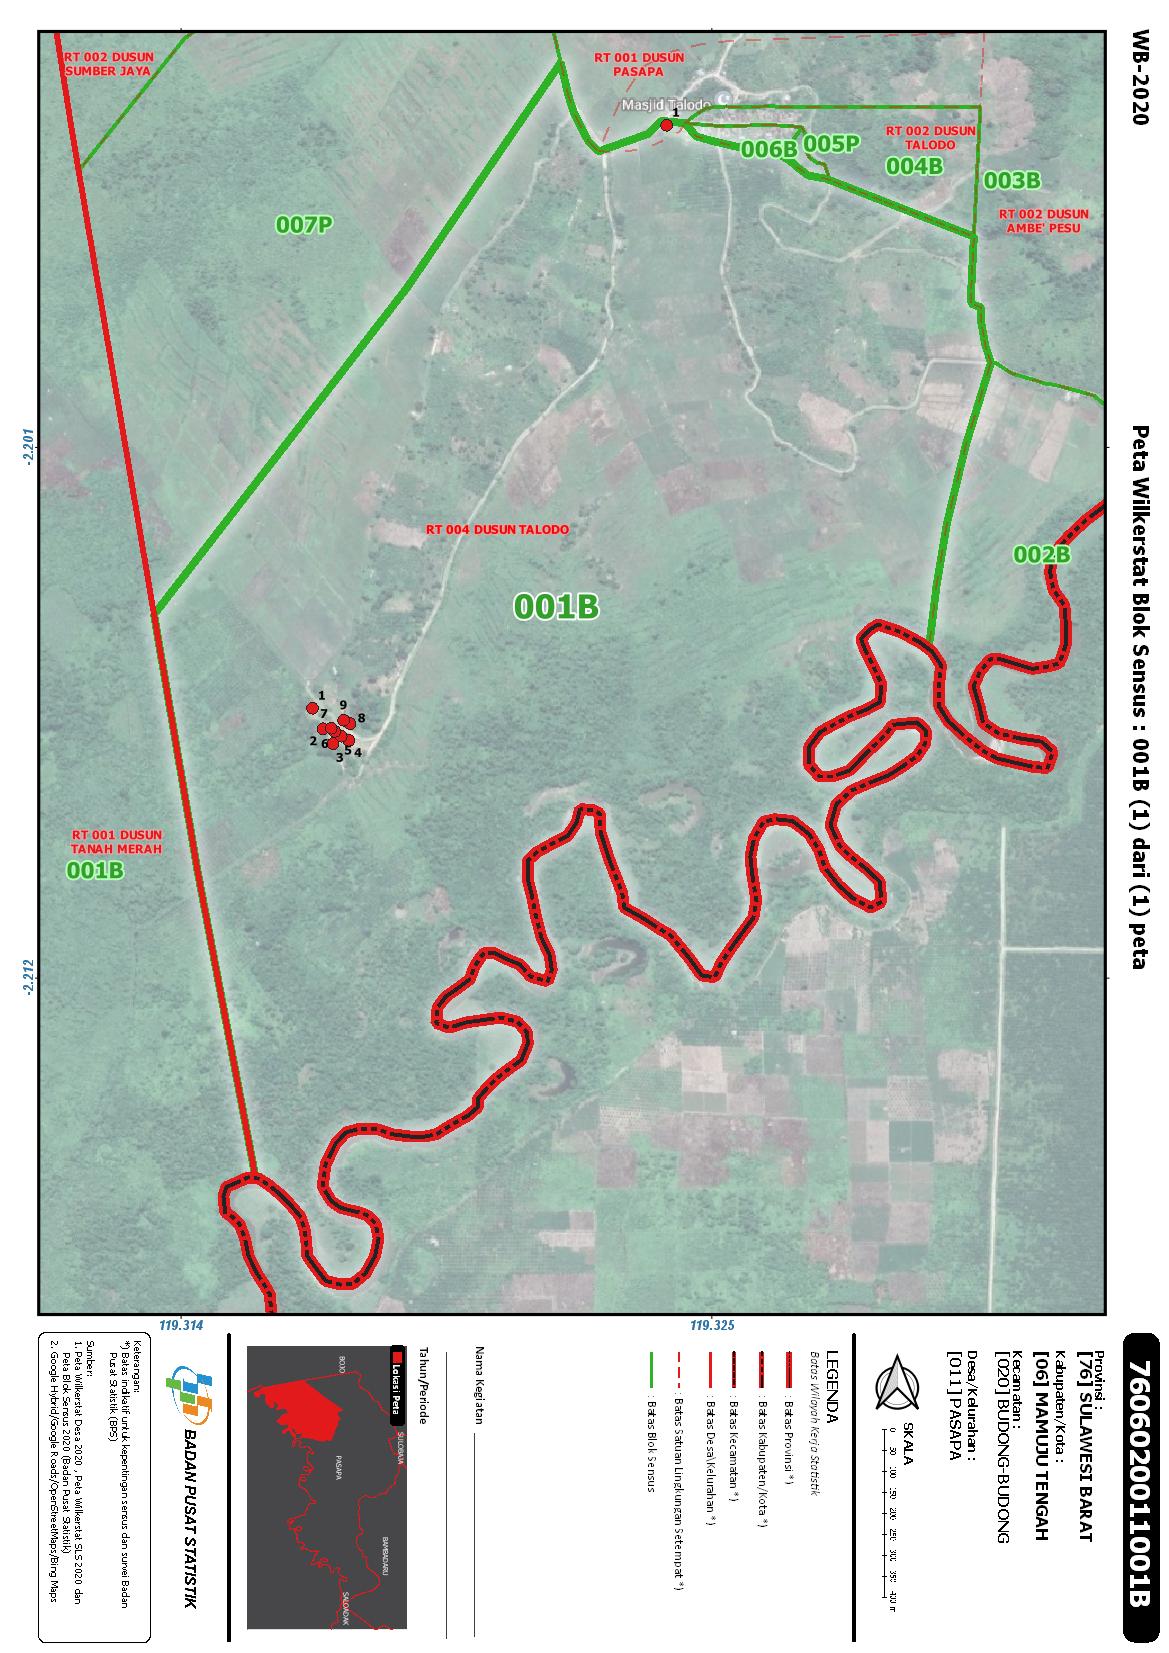 WB-2020
Peta Wilkerstat Blok Sensus : 001B (1) dari (1) peta
7606020011001B
RT 002 DUSUN
SUMBER JAYA
RT 001 DUSUN
PASAPA
Masjid Talodo
1
RT 002 DUSUN
TALODO
006B
005P
004B
003B
RT 002 DUSUN
AMBE' PESU
007P
RT 004 DUSUN TALODO
001B
002B
1
9
7
8
2
6
5
4
3
RT 001 DUSUN
TANAH MERAH
001B
-2.201
-2.212
119.314
119.325
Provinsi :
[76] SULAWESI BARAT
Kabupaten/Kota :
[06] MAMUJU TENGAH
Kecamatan :
[020] BUDONG-BUDONG
Desa/Kelurahan :
[011] PASAPA
SKALA
0 50 100 150 200 250 300 350 400 m
LEGENDA
Batas Wilayah Kerja Statistik
: Batas Provinsi *)
: Batas Kabupaten/Kota *)
: Batas Kecamatan *)
: Batas Desa\Kelurahan *)
: Batas Satuan Lingkungan Setempat *)
: Batas Blok Sensus
Nama Kegiatan
Tahun/Periode
Lokasi Peta
BOJO
SULOBAJA
PASAPA
BAMBADARU
SALOADAK
BADAN PUSAT STATISTIK
Keterangan:
*) Batas indikatif untuk kepentingan sensus dan survei Badan
Pusat Statistik (BPS)
Sumber:
1. Peta Wilkerstat Desa 2020 , Peta Wilkerstat SLS 2020 dan
Peta Blok Sensus 2020 (Badan Pusat Statistik)
2. Google Hybrid/Google Roads/OpenStreetMaps/Bing Maps